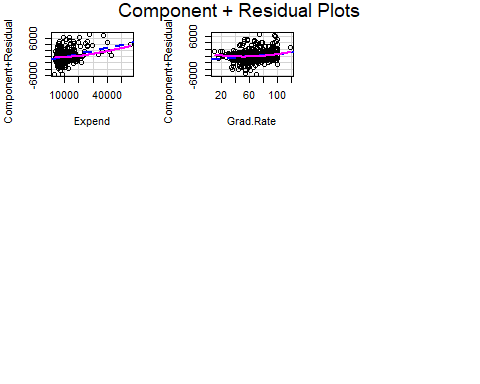 Component + Residual Plots
Component+Residual
-6000 6000
10000 40000
Expend
Component+Residual
-6000 6000
20 60 100
Grad.Rate